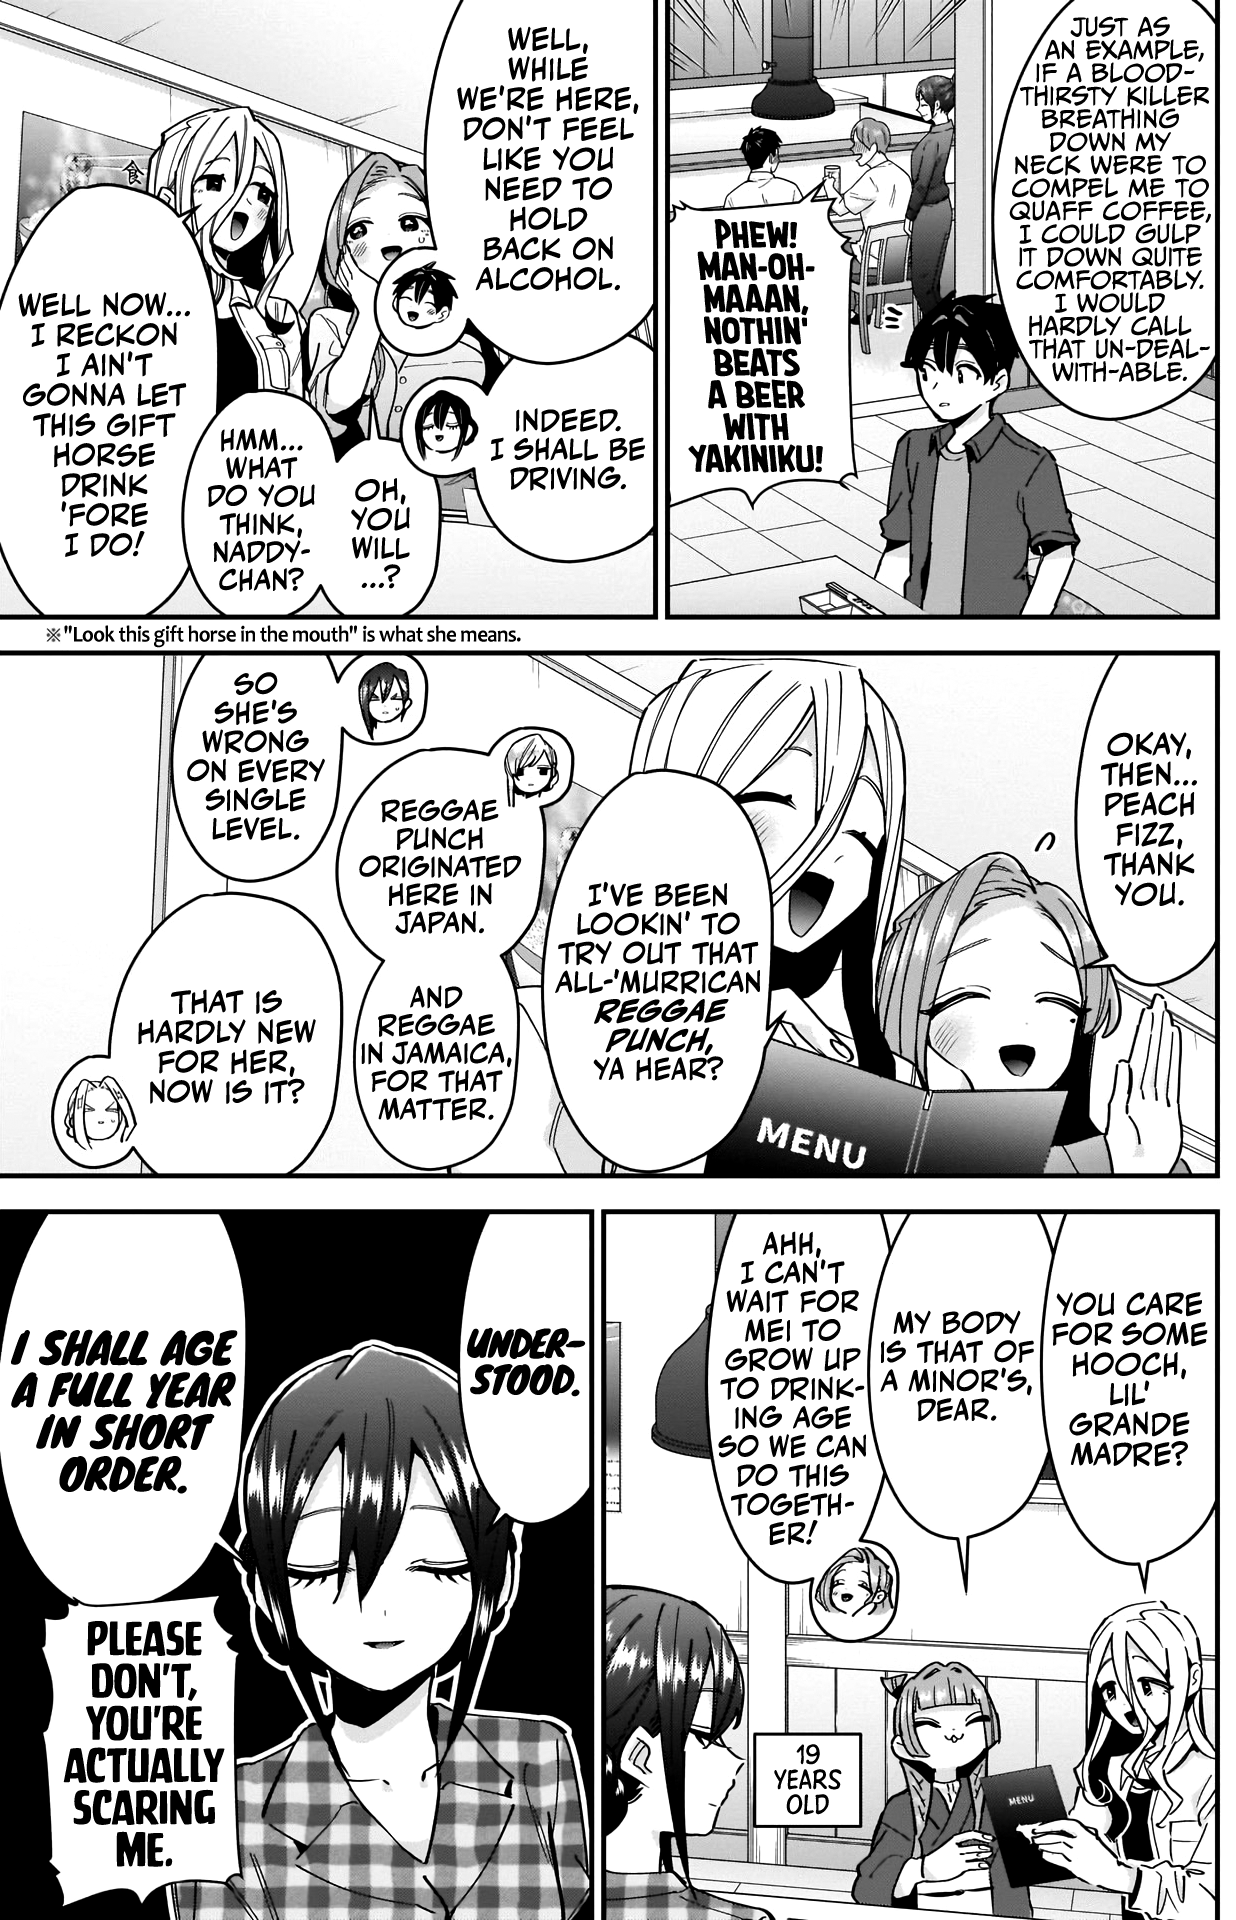 JUST AS
AN EXAMPLE,
IF A BLOOD-
THIRSTY KILLER
BREATHING
DOWN MY
NECK WERE TO
COMPEL ME TO
QUAFF COFFEE,
I COULD GULP
IT DOWN QUITE
COMFORTABLY.
I WOULD
HARDLY CALL
THAT UN-DEAL-
WITH-ABLE.
PHEW!
MAN-OH-
MAAAN,
NOTHIN'
BEATS
A BEER
WITH
YAKINIKU!
WELL,
WHILE
WE'RE HERE,
DON'T FEEL
LIKE YOU
NEED TO
HOLD
BACK ON
ALCOHOL.
INDEED.
I SHALL BE
DRIVING.
OH,
YOU
WILL
...?
HMM...
WHAT
DO YOU
THINK,
NADDY-
CHAN?
食
WELL NOW...
I RECKON
I AIN'T
GONNA LET
THIS GIFT
HORSE
DRINK
'FORE
I DO!
※"Look this gift horse in the mouth" is what she means.
OKAY,
THEN...
PEACH
FIZZ,
THANK
YOU.
I'VE BEEN
LOOKIN' TO
TRY OUT THAT
ALL-'MURRICAN
REGGAE
PUNCH,
YA HEAR?
MENU
REGGAE
PUNCH
ORIGINATED
HERE IN
JAPAN.
AND
REGGAE
IN JAMAICA,
FOR THAT
MATTER.
SO
SHE'S
WRONG
ON EVERY
SINGLE
LEVEL.
THAT IS
HARDLY NEW
FOR HER,
NOW IS IT?
YOU CARE
FOR SOME
HOOCH,
LIL'
GRANDE
MADRE?
MY BODY
IS THAT OF
A MINOR'S,
DEAR.
AHH,
I CAN'T
WAIT FOR
MEI TO
GROW UP
TO DRINK-
ING AGE
SO WE CAN
DO THIS
TOGETH-
ER!
19
YEARS
OLD
MENU
UNDER-
STOOD.
I SHALL AGE
A FULL YEAR
IN SHORT
ORDER.
PLEASE
DON'T,
YOU'RE
ACTUALLY
SCARING
ME.